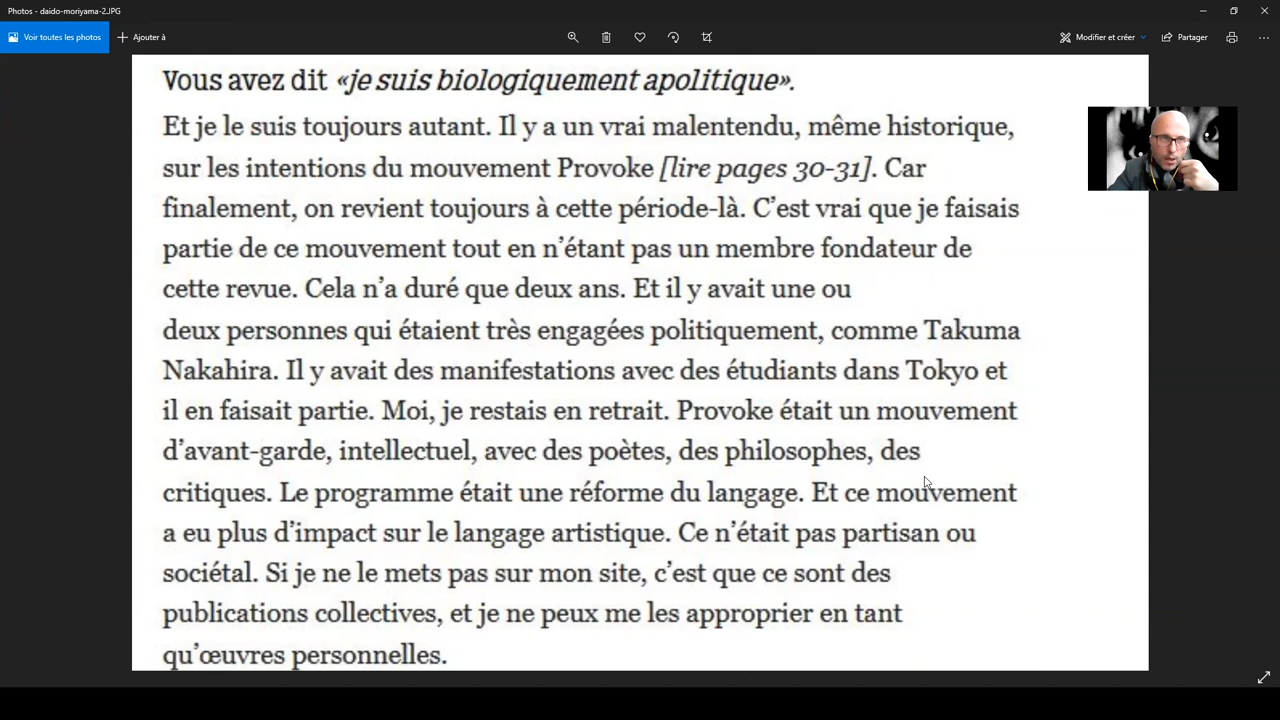 Photos - daido-moriyama-2.JPG
Voir toutes les photos
Ajouter à
Modifier et créer
Partager
Vous avez dit «je suis biologiquement apolitique».
Et je le suis toujours autant. Il y a un vrai malentendu, même historique,
sur les intentions du mouvement Provoke [lire pages 30-31]. Car
finalement, on revient toujours à cette période-là. C’est vrai que je faisais
partie de ce mouvement tout en n’étant pas un membre fondateur de
cette revue. Cela n’a duré que deux ans. Et il y avait une ou
deux personnes qui étaient très engagées politiquement, comme Takuma
Nakahira. Il y avait des manifestations avec des étudiants dans Tokyo et
il en faisait partie. Moi, je restais en retrait. Provoke était un mouvement
d’avant-garde, intellectuel, avec des poètes, des philosophes, des
critiques. Le programme était une réforme du langage. Et ce mouvement
a eu plus d’impact sur le langage artistique. Ce n’était pas partisan ou
sociétal. Si je ne le mets pas sur mon site, c’est que ce sont des
publications collectives, et je ne peux me les approprier en tant
qu’œuvres personnelles.